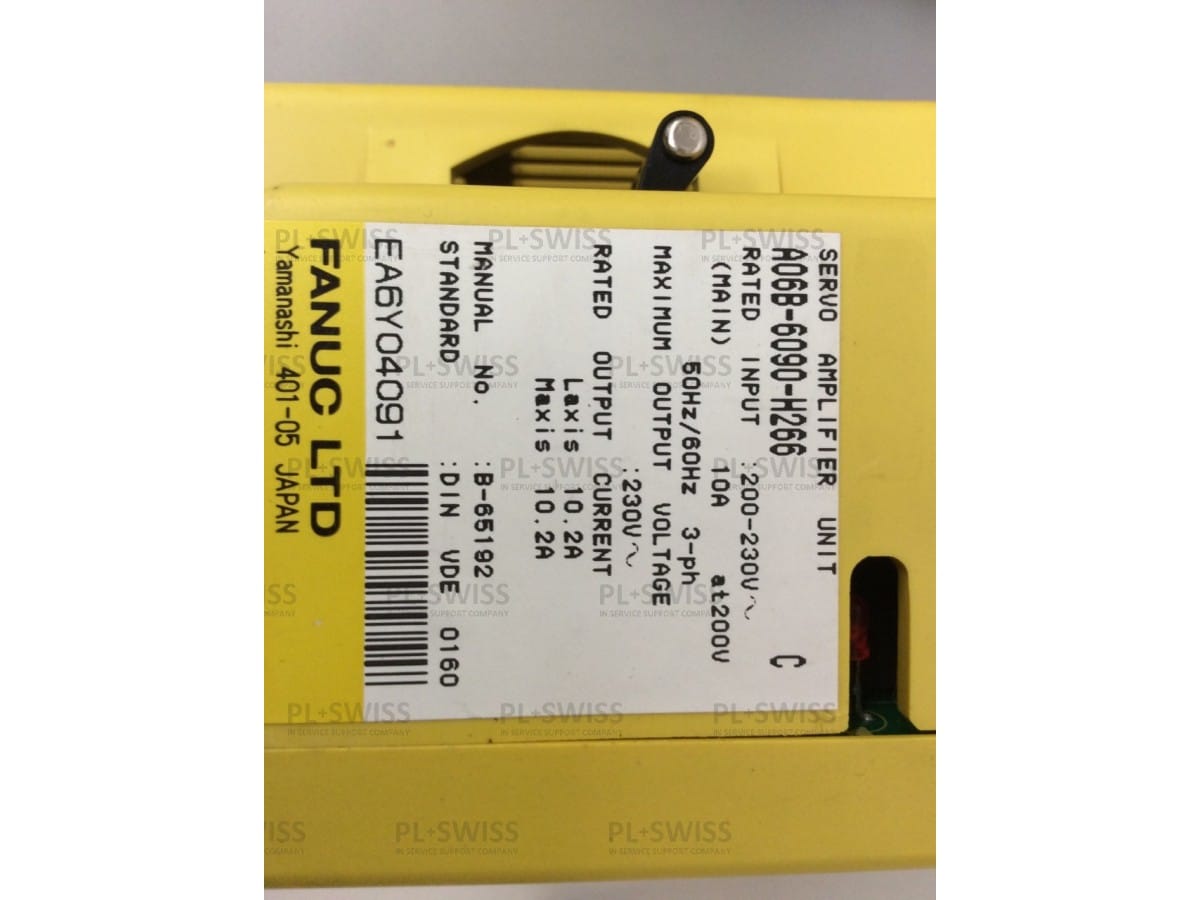 SERVO AMPLIFIER UNIT
A06B-6090-H266 C
RATED INPUT :200-230V~
(MAIN) 10A at200V
50Hz/60Hz 3-ph
MAXIMUM OUTPUT VOLTAGE
:230V~
RATED OUTPUT CURRENT
Laxis 10.2A
Maxis 10.2A
MANUAL No. :B-65192
STANDARD :DIN VDE 0160
EA6Y04091
FANUC LTD
Yamanashi 401-05 JAPAN
PL+SWISS
IN SERVICE SUPPORT COMPANY